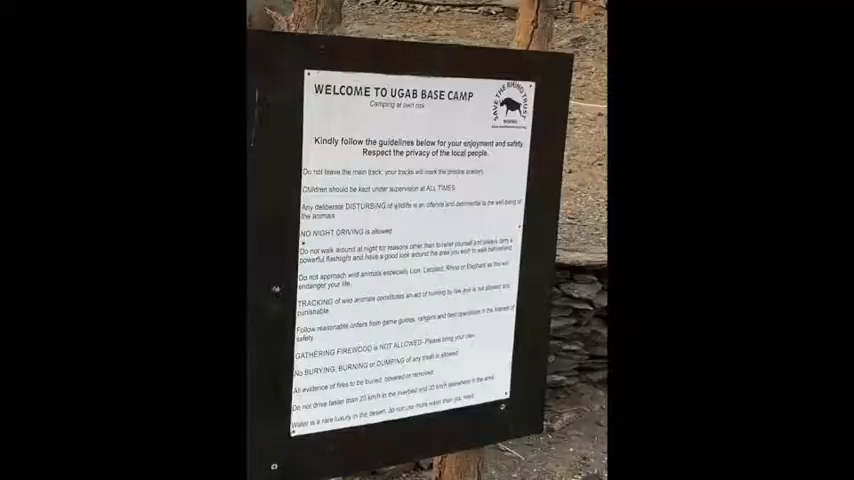 WELCOME TO UGAB BASE CAMP
Camping at own risk
SAVE THE RHINO TRUST
NAMIBIA
Kindly follow the guidelines below for your enjoyment and safety
Respect the privacy of the local people.
Do not leave the main track; your tracks will mark the pristine scenery.
Children should be kept under supervision at ALL TIMES.
Any deliberate DISTURBING of wildlife is an offence and detrimental to the well-being of
the animals.
NO NIGHT DRIVING is allowed
Do not walk around at night for reasons other than to relief yourself and always carry a
powerful flashlight and have a good look around the area you wish to walk
Do not approach wild animals especially Lion, Leopard, Rhino or Elephant as this will
endanger your life.
TRACKING of wild animals constitutes an act of hunting by law and is not allowed and
punishable.
Follow reasonable orders from game guides, rangers and field operations in the interest of
safety.
GATHERING FIREWOOD is NOT ALLOWED- Please bring your own
No BURYING, BURNING or DUMPING of any trash is allowed.
All evidence of fires to be buried, covered or removed.
Do not drive faster than 20 km/h in the riverbed and 30 km/h elsewhere in the area.
Water is a rare luxury in the desert, do not use more water than you need.